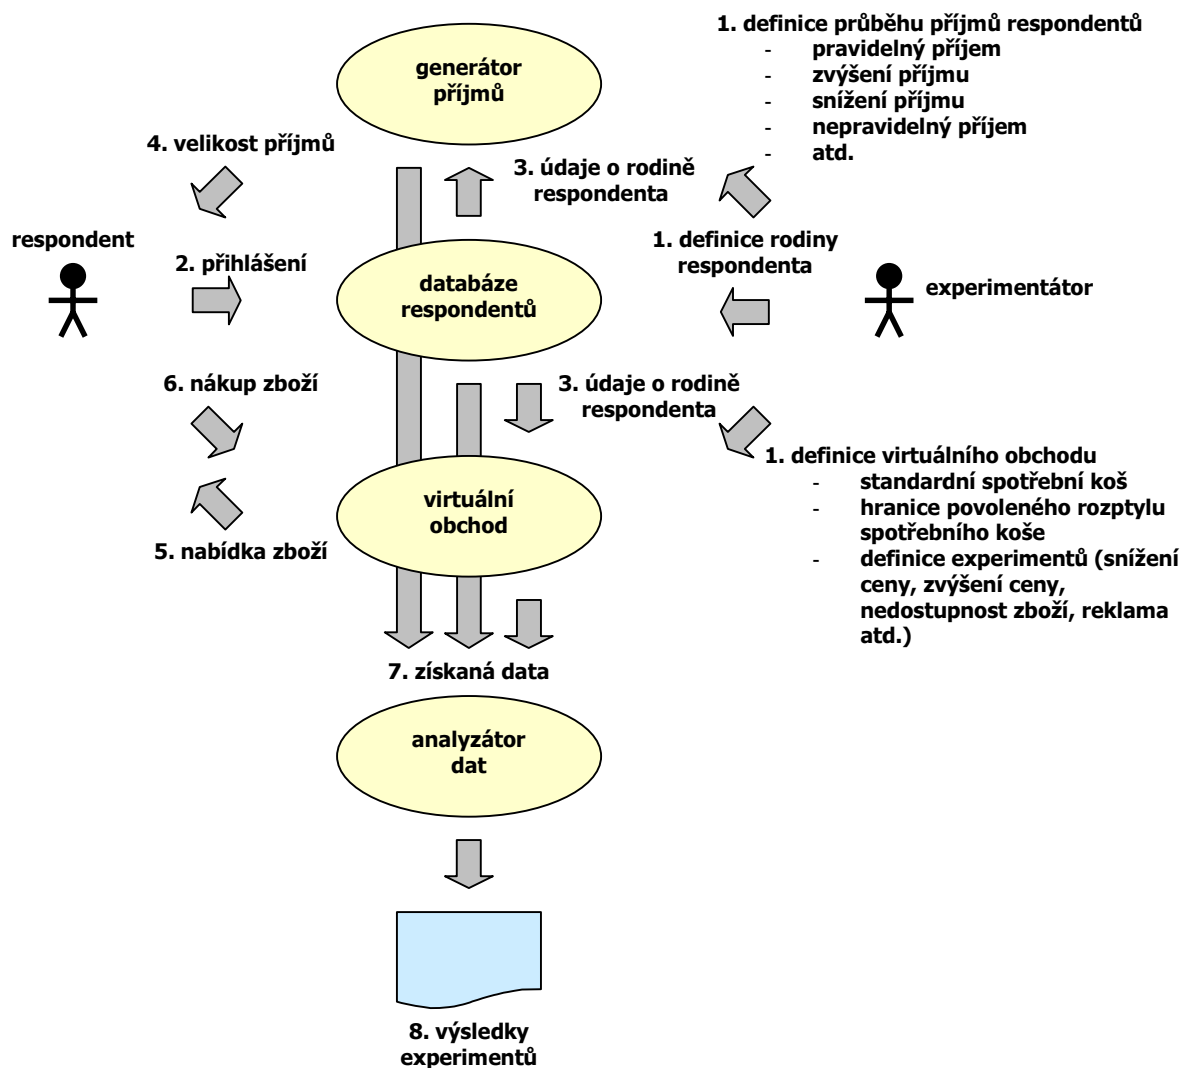 1. definice průběhu příjmů respondentů
- pravidelný příjem
- zvýšení příjmu
- snížení příjmu
- nepravidelný příjem
- atd.
generátor
příjmů
4. velikost příjmů
3. údaje o rodině
respondenta
respondent
2. přihlášení
1. definice rodiny
respondenta
databáze
respondentů
experimentátor
6. nákup zboží
3. údaje o rodině
respondenta
1. definice virtuálního obchodu
- standardní spotřební koš
- hranice povoleného rozptylu
spotřebního koše
- definice experimentů (snížení
ceny, zvýšení ceny,
nedostupnost zboží, reklama
atd.)
virtuální
obchod
5. nabídka zboží
7. získaná data
analyzátor
dat
8. výsledky
experimentů